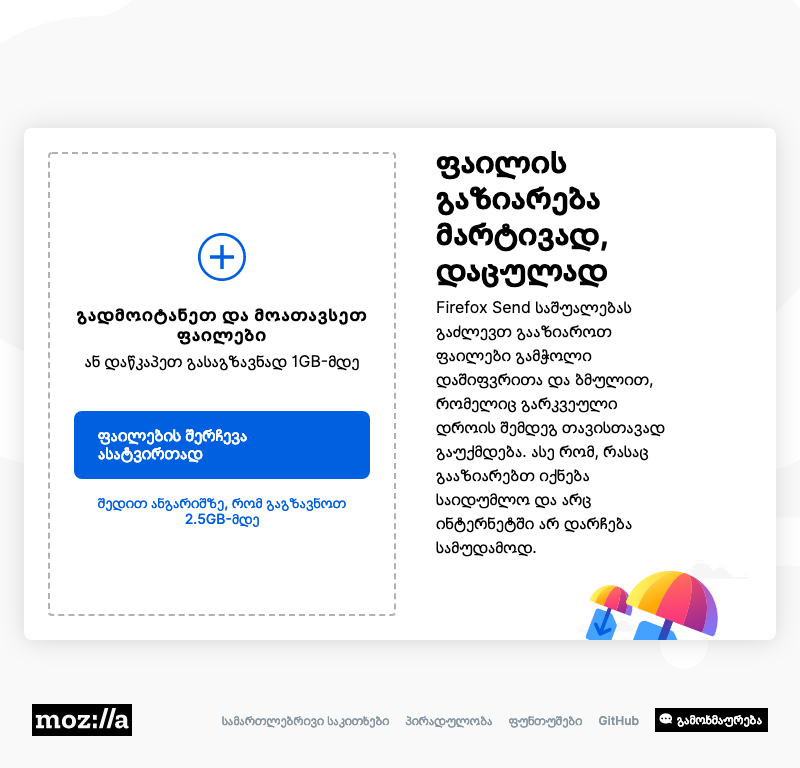 გადმოიტანეთ და მოათავსეთ
ფაილები
ან დაწკაპეთ გასაგზავნად 1GB-მდე
ფაილების შერჩევა
ასატვირთად
შედით ანგარიშზე, რომ გაგზავნოთ
2.5GB-მდე
ფაილის
გაზიარება
მარტივად,
დაცულად
Firefox Send საშუალებას
გაძლევთ გააზიაროთ
ფაილები გამჭოლი
დაშიფვრითა და ბმულით,
რომელიც გარკვეული
დროის შემდეგ თავისთავად
გაუქმდება. ასე რომ, რასაც
გააზიარებთ იქნება
საიდუმლო და არც
ინტერნეტში არ დარჩება
სამუდამოდ.
moz://a
სამართლებრივი საკითხები
პირადულობა
ფუნთუშები
GitHub
გამოხმაურება